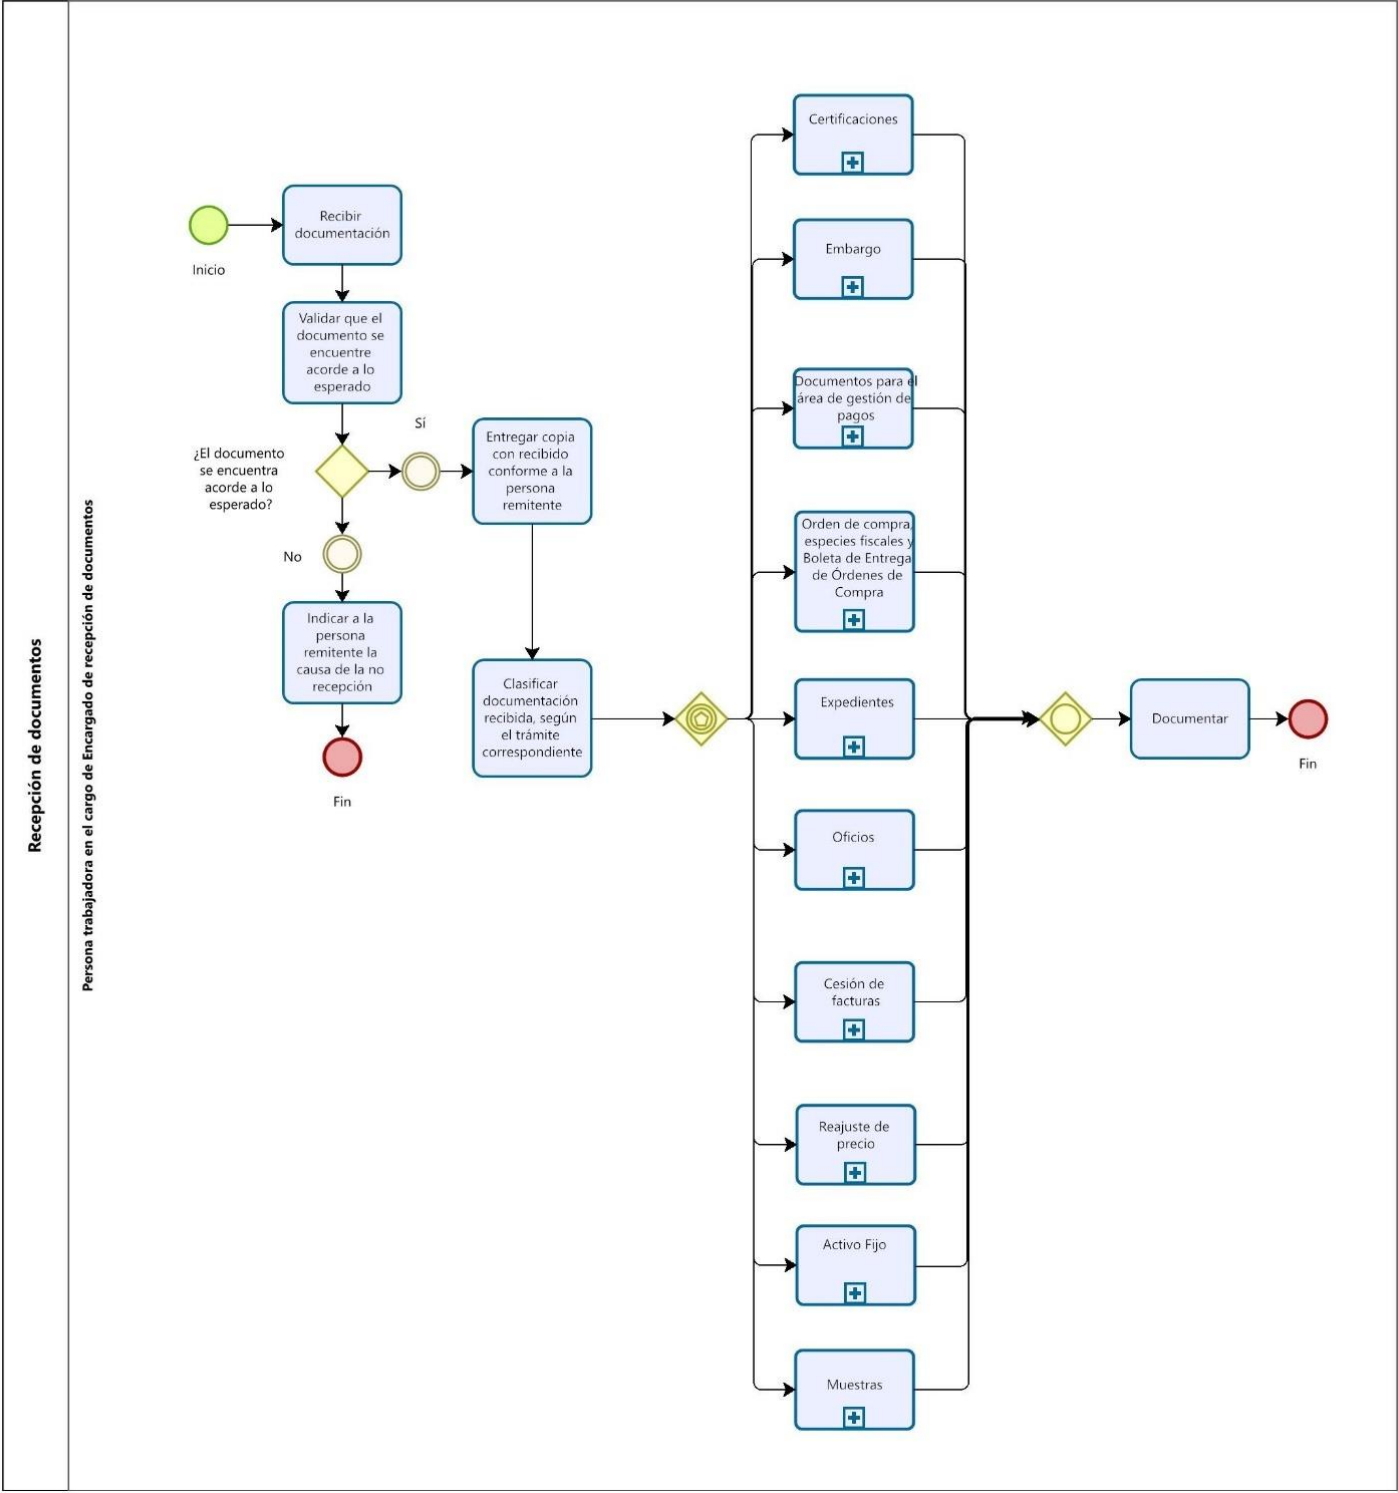 Recepción de documentos
Persona trabajadora en el cargo de Encargado de recepción de documentos
Inicio
Recibir
documentación
Validar que el
documento se
encuentre
acorde a lo
esperado
¿El documento
se encuentra
acorde a lo
esperado?
Sí
No
Indicar a la
persona
remitente la
causa de la no
recepción
Fin
Entregar copia
con recibido
conforme a la
persona
remitente
Clasificar
documentación
recibida, según
el trámite
correspondiente
Certificaciones
Embargo
Documentos para el
área de gestión de
pagos
Orden de compra,
especies fiscales y
Boleta de Entrega
de Órdenes de
Compra
Expedientes
Oficios
Cesión de
facturas
Reajuste de
precio
Activo Fijo
Muestras
Documentar
Fin